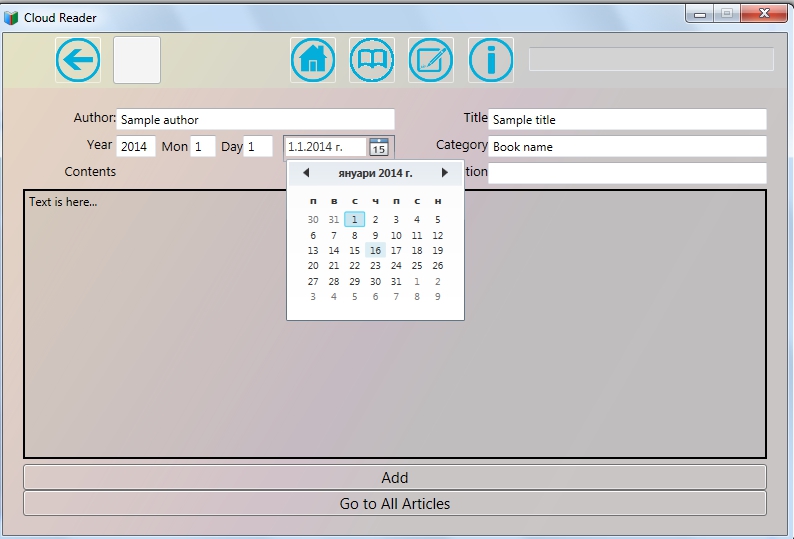 Cloud Reader
Author: Sample author Title Sample title
Year 2014 Mon 1 Day 1 1.1.2014 г. 15 Category Book name
Contents tion
Text is here...
януари 2014 г.
п в с ч п с н
30 31 1 2 3 4 5
6 7 8 9 10 11 12
13 14 15 16 17 18 19
20 21 22 23 24 25 26
27 28 29 30 31 1 2
3 4 5 6 7 8 9
Add
Go to All Articles